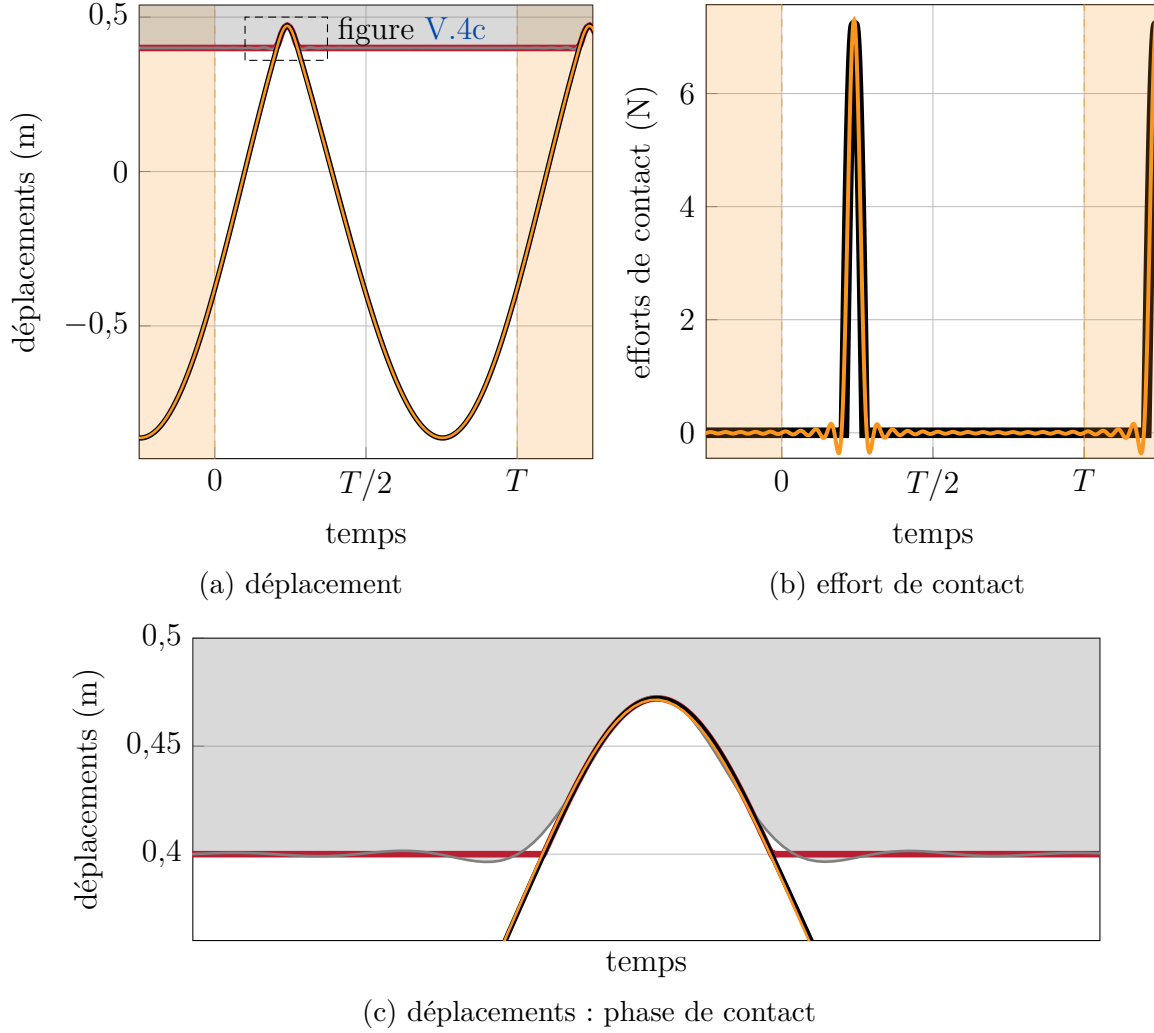 0,5
0
−0,5
déplacements (m)
figure V.4c
0
T/2
T
temps
(a) déplacement
6
4
2
0
efforts de contact (N)
0
T/2
T
temps
(b) effort de contact
0,5
0,45
0,4
déplacements (m)
temps
(c) déplacements : phase de contact